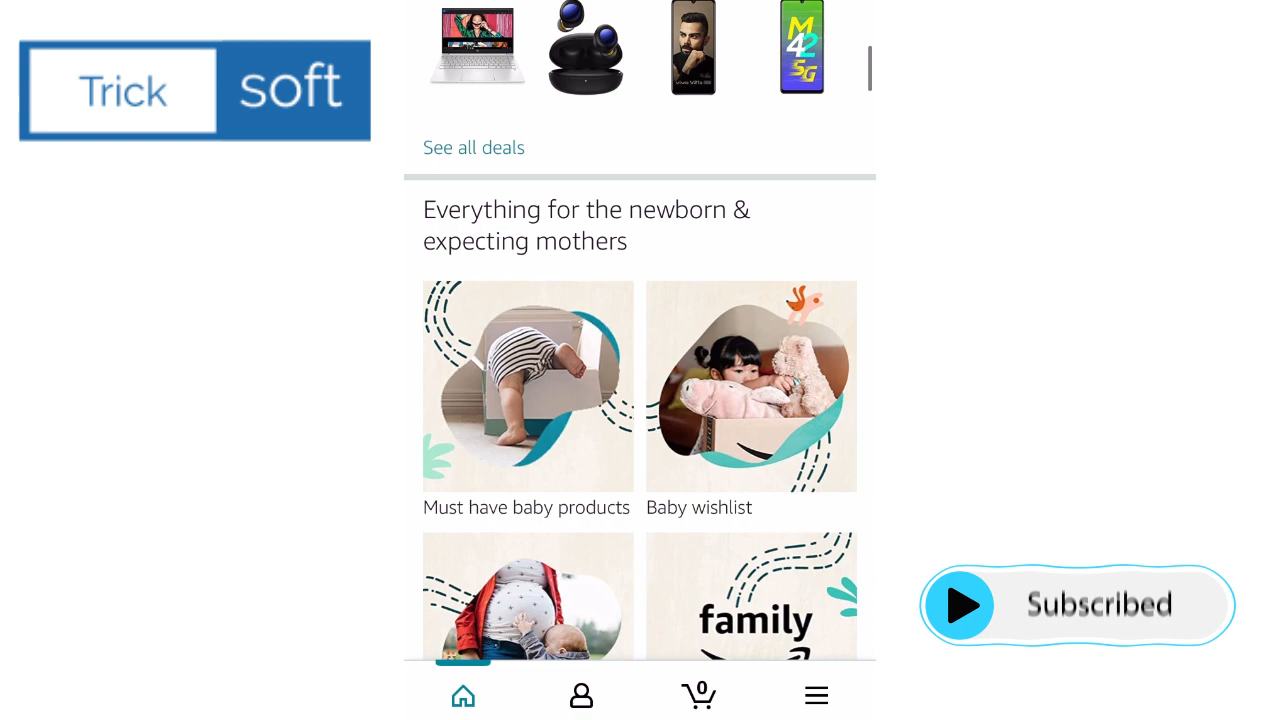 Trick soft
M
42
5G
See all deals
Everything for the newborn &
expecting mothers
Must have baby products
Baby wishlist
family
Subscribed
0